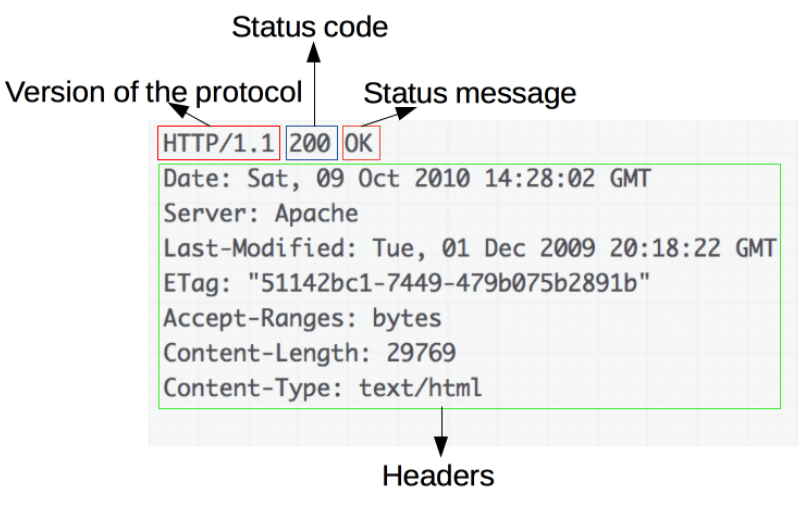 Status code
Version of the protocol
Status message
HTTP/1.1 200 OK
Date: Sat, 09 Oct 2010 14:28:02 GMT
Server: Apache
Last-Modified: Tue, 01 Dec 2009 20:18:22 GMT
ETag: "51142bc1-7449-479b075b2891b"
Accept-Ranges: bytes
Content-Length: 29769
Content-Type: text/html
Headers